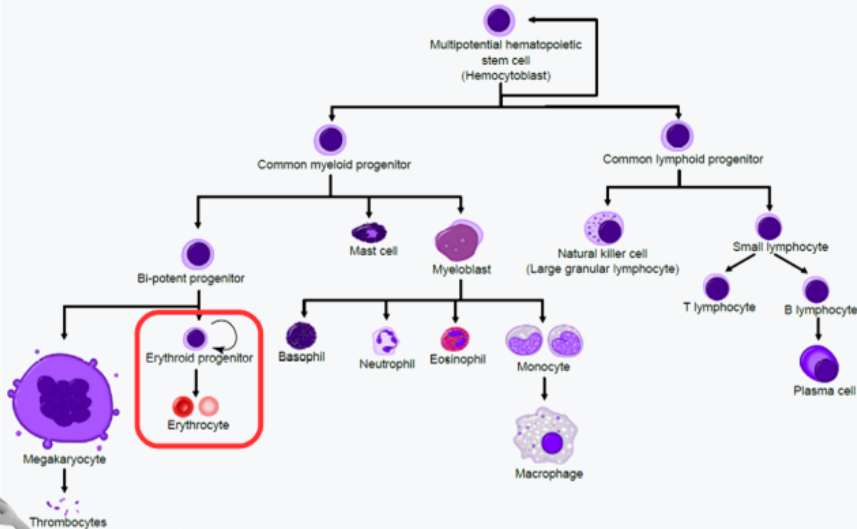 Multipotential hematopoietic
stem cell
(Hemocytoblast)
Common myeloid progenitor
Common lymphoid progenitor
Bi-potent progenitor
Mast cell
Myeloblast
Natural killer cell
(Large granular lymphocyte)
Small lymphocyte
T lymphocyte
B lymphocyte
Erythroid progenitor
Basophil
Neutrophil
Eosinophil
Monocyte
Plasma cell
Erythrocyte
Megakaryocyte
Macrophage
Thrombocytes